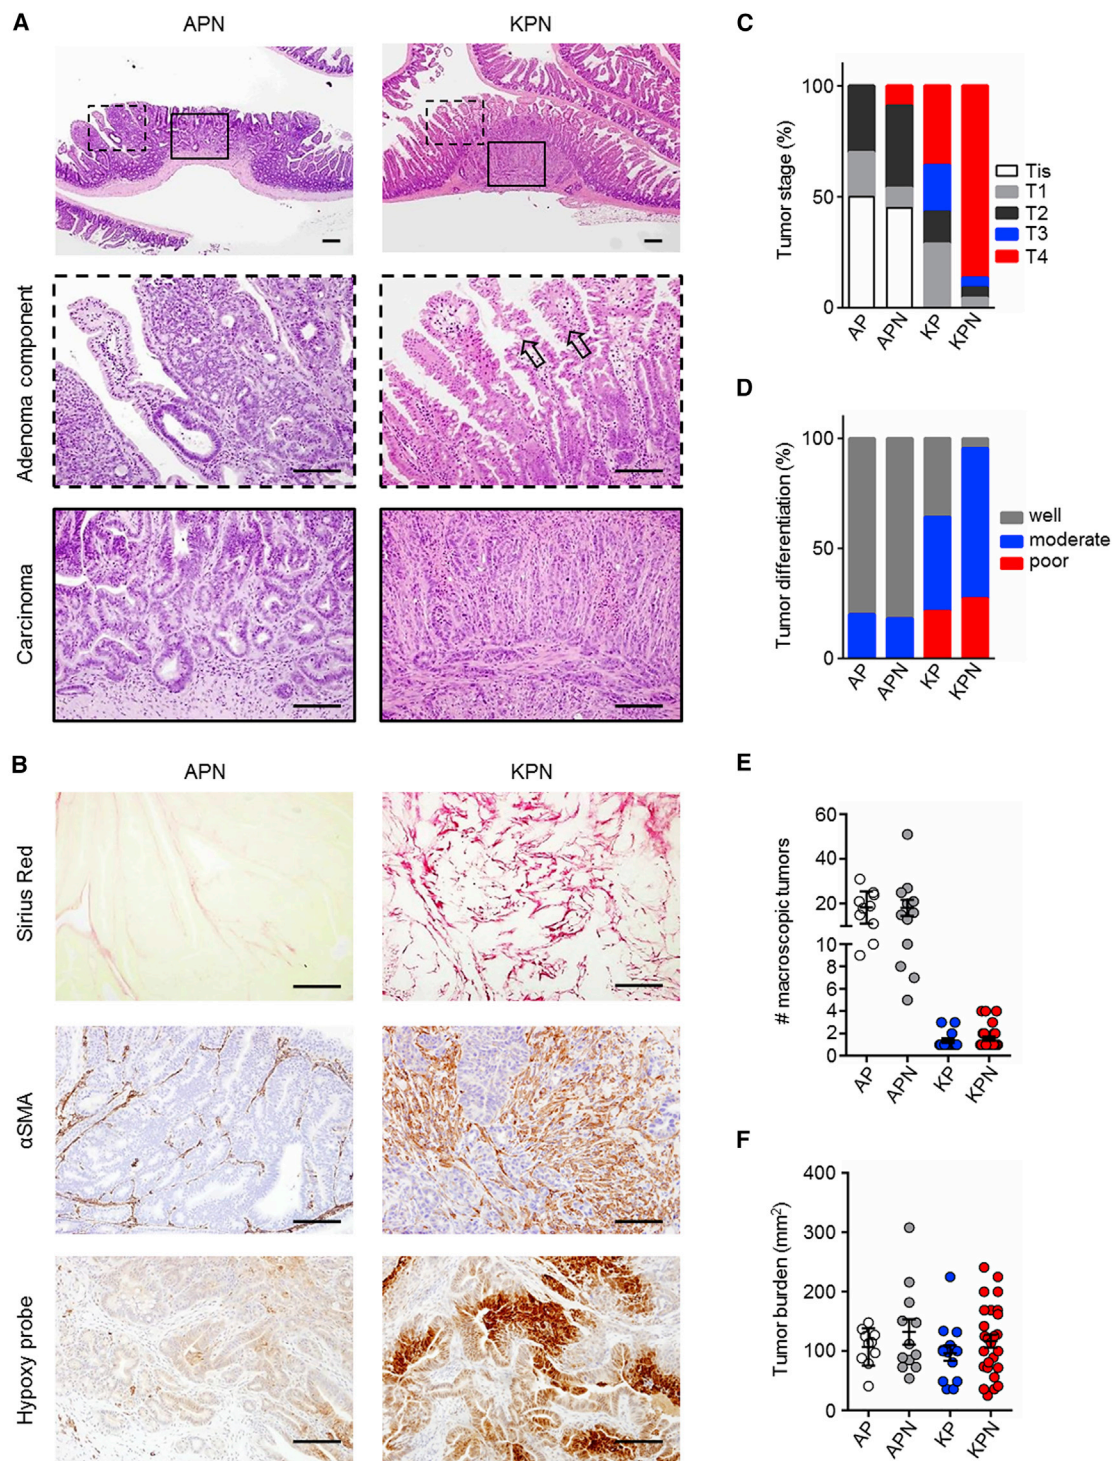 A
APN
KPN
Adenoma component
Carcinoma
B
APN
KPN
Sirius Red
αSMA
Hypoxy probe
C
Tumor stage (%)
100
50
0
AP
APN
KP
KPN
Tis
T1
T2
T3
T4
D
Tumor differentiation (%)
100
50
0
AP
APN
KP
KPN
well
moderate
poor
E
# macroscopic tumors
60
40
20
10
8
6
4
2
0
AP
APN
KP
KPN
F
Tumor burden (mm²)
400
300
200
100
0
AP
APN
KP
KPN